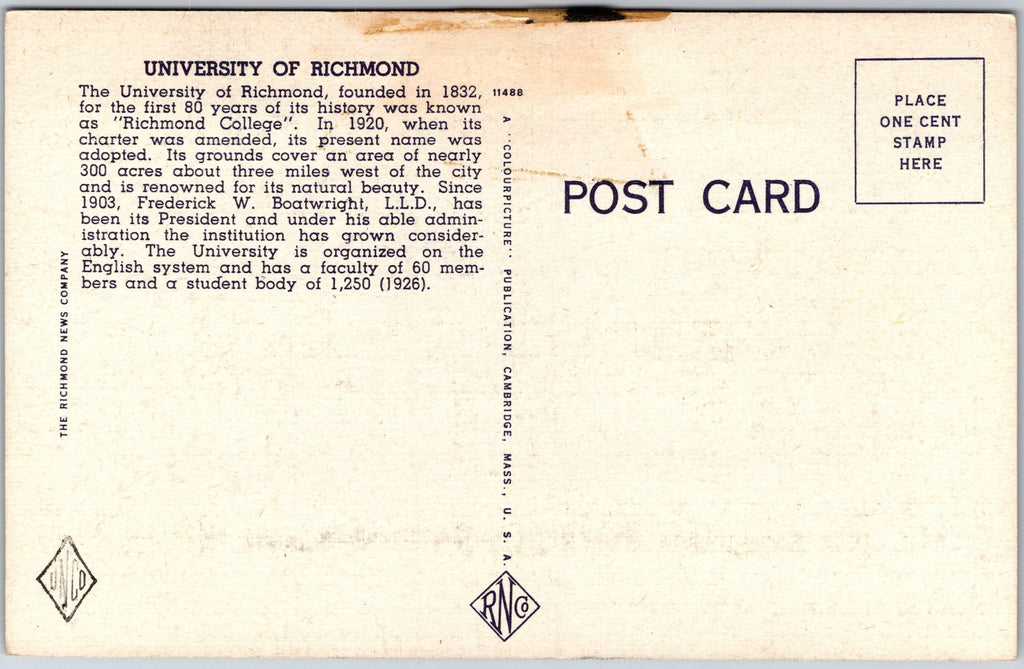 UNIVERSITY OF RICHMOND
The University of Richmond, founded in 1832,
for the first 80 years of its history was known
as "Richmond College". In 1920, when its
charter was amended, its present name was
adopted. Its grounds cover an area of nearly
300 acres about three miles west of the city
and is renowned for its natural beauty. Since
1903, Frederick W. Boatwright, L.L.D., has
been its President and under his able admin-
istration the institution has grown consider-
ably. The University is organized on the
English system and has a faculty of 60 mem-
bers and a student body of 1,250 (1926).
THE RICHMOND NEWS COMPANY
11488
A "COLOURPICTURE" PUBLICATION, CAMBRIDGE, MASS., U. S. A.
POST CARD
PLACE
ONE CENT
STAMP
HERE
RNCo